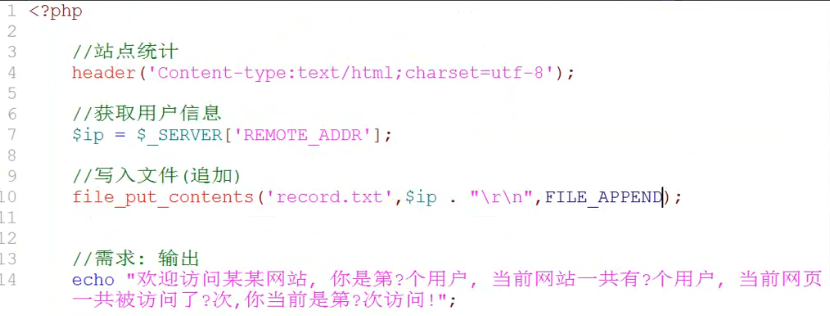 1 <?php
2
3 //站点统计
4 header('Content-type:text/html;charset=utf-8');
5
6 //获取用户信息
7 $ip = $_SERVER['REMOTE_ADDR'];
8
9 //写入文件(追加)
10 file_put_contents('record.txt',$ip . "\r\n",FILE_APPEND);
11
12
13 //需求: 输出
14 echo "欢迎访问某某网站, 你是第?个用户, 当前网站一共有?个用户, 当前网页
一共被访问了?次,你当前是第?次访问!";